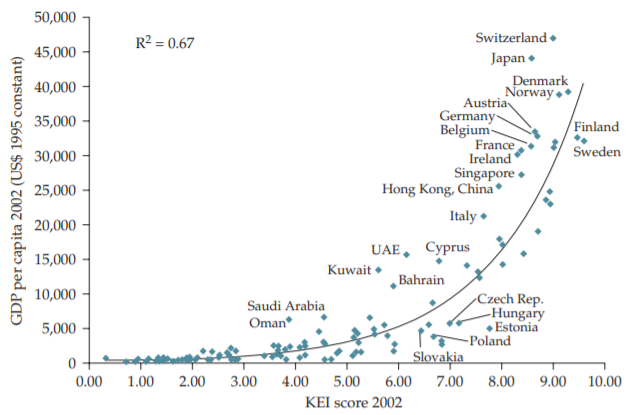 50,000
45,000
40,000
35,000
30,000
25,000
20,000
15,000
10,000
5,000
0
GDP per capita 2002 (US$ 1995 constant)
R² = 0.67
Switzerland
Japan
Denmark
Norway
Austria
Germany
Belgium
Finland
France
Sweden
Ireland
Singapore
Hong Kong, China
Italy
UAE
Cyprus
Kuwait
Bahrain
Saudi Arabia
Oman
Czech Rep.
Hungary
Estonia
Poland
Slovakia
0.00 1.00 2.00 3.00 4.00 5.00 6.00 7.00 8.00 9.00 10.00
KEI score 2002